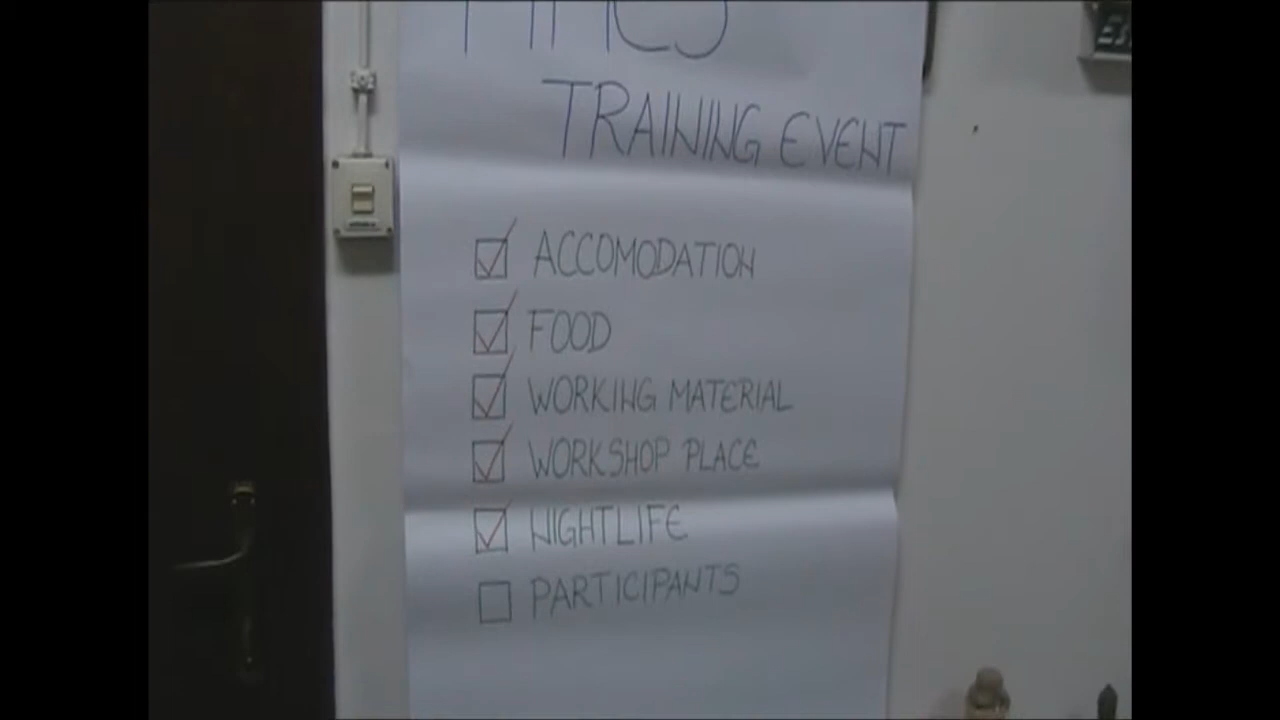 TRAINING EVENT
ACCOMODATION
FOOD
WORKING MATERIAL
WORKSHOP PLACE
NIGHTLIFE
PARTICIPANTS